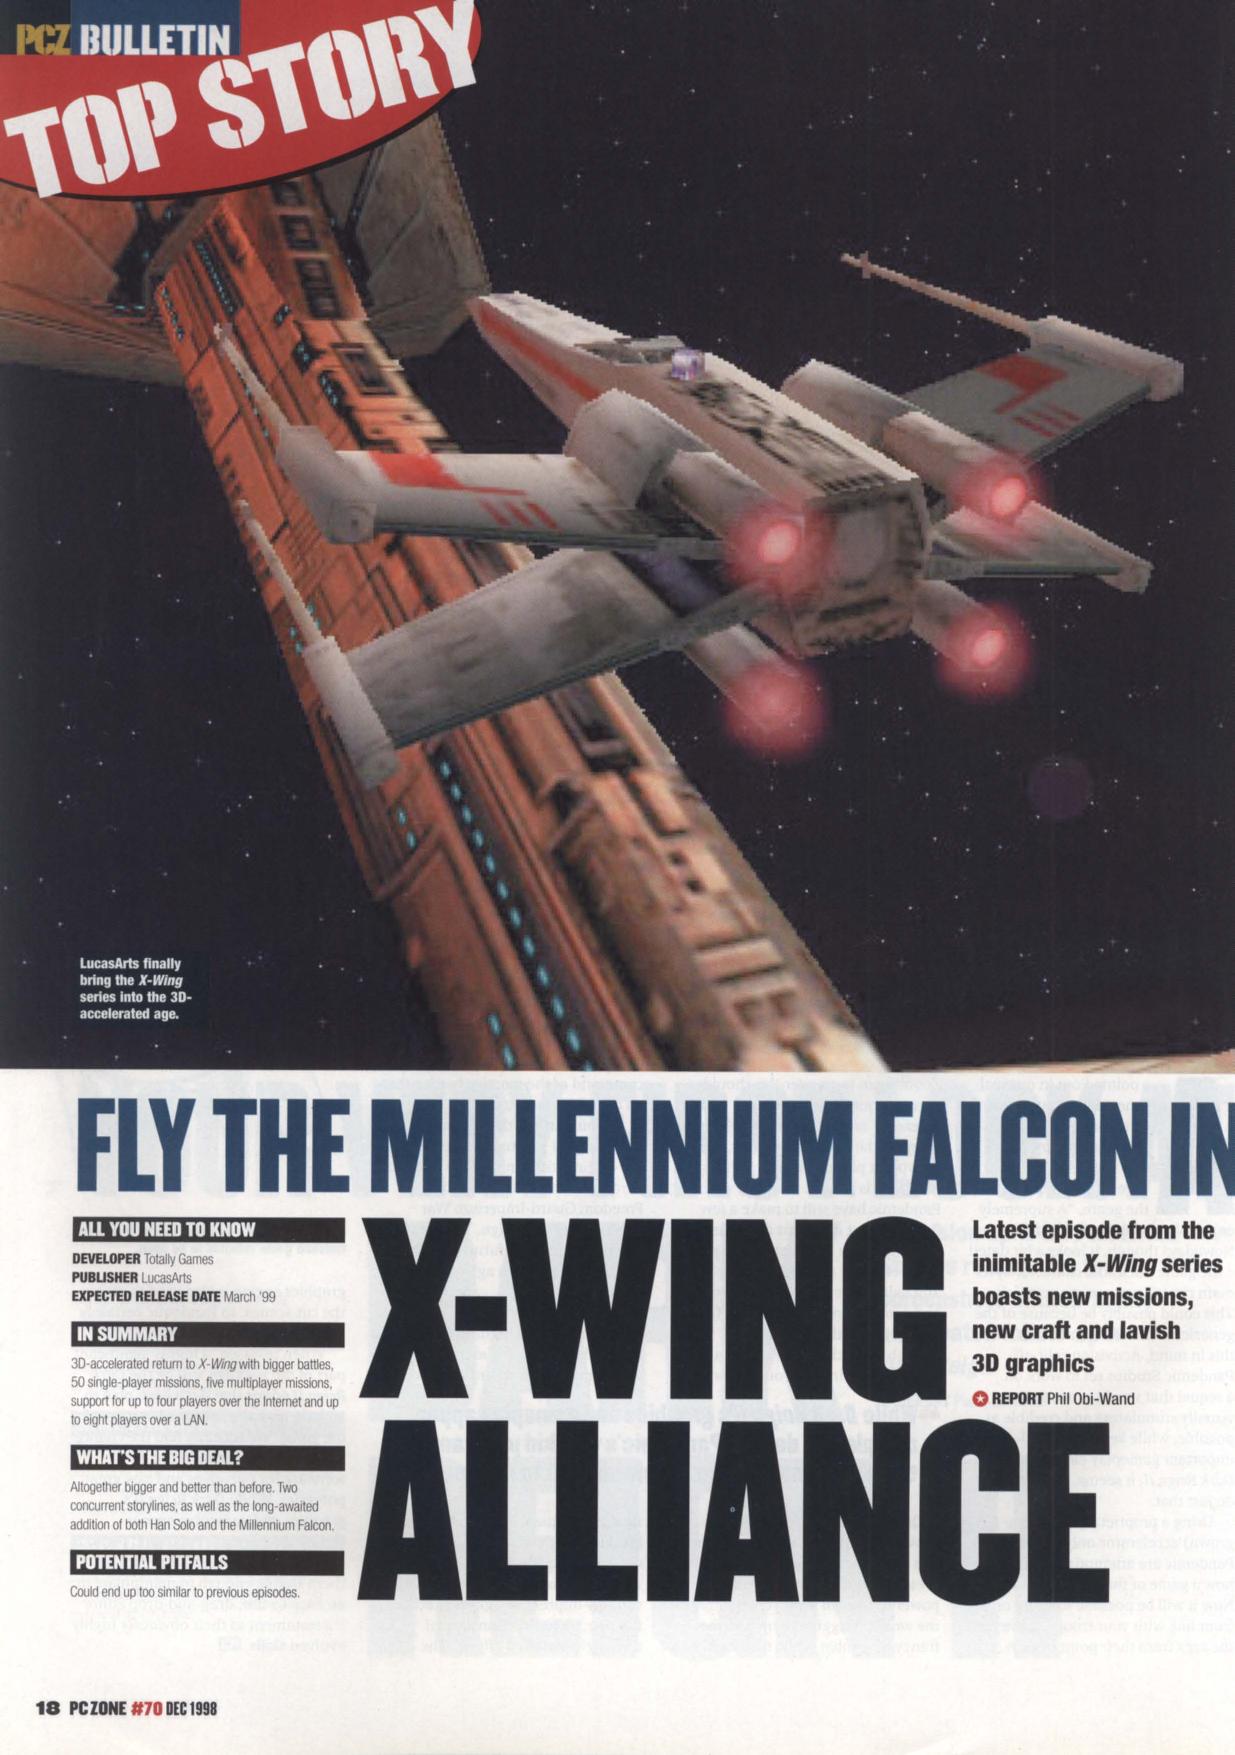 PCZ BULLETIN
TOP STORY
LucasArts finally
bring the X-Wing
series into the 3D-
accelerated age.
FLY THE MILLENNIUM FALCON IN
ALL YOU NEED TO KNOW
DEVELOPER Totally Games
PUBLISHER LucasArts
EXPECTED RELEASE DATE March '99
IN SUMMARY
3D-accelerated return to X-Wing with bigger battles,
50 single-player missions, five multiplayer missions,
support for up to four players over the Internet and up
to eight players over a LAN.
WHAT'S THE BIG DEAL?
Altogether bigger and better than before. Two
concurrent storylines, as well as the long-awaited
addition of both Han Solo and the Millennium Falcon.
POTENTIAL PITFALLS
Could end up too similar to previous episodes.
X-WING
ALLIANCE
Latest episode from the
inimitable X-Wing series
boasts new missions,
new craft and lavish
3D graphics
REPORT Phil Obi-Wand
18 PC ZONE #70 DEC 1998